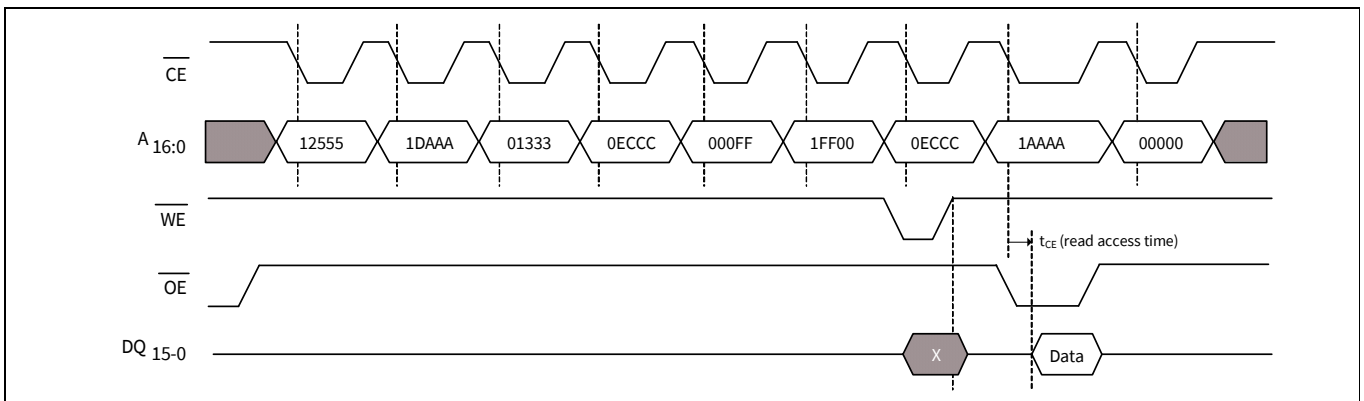 CE
A 16:0 12555 1DAAA 01333 0ECCC 000FF 1FF00 0ECCC 1AAAA 00000
WE
tCE (read access time)
OE
DQ 15-0 X Data